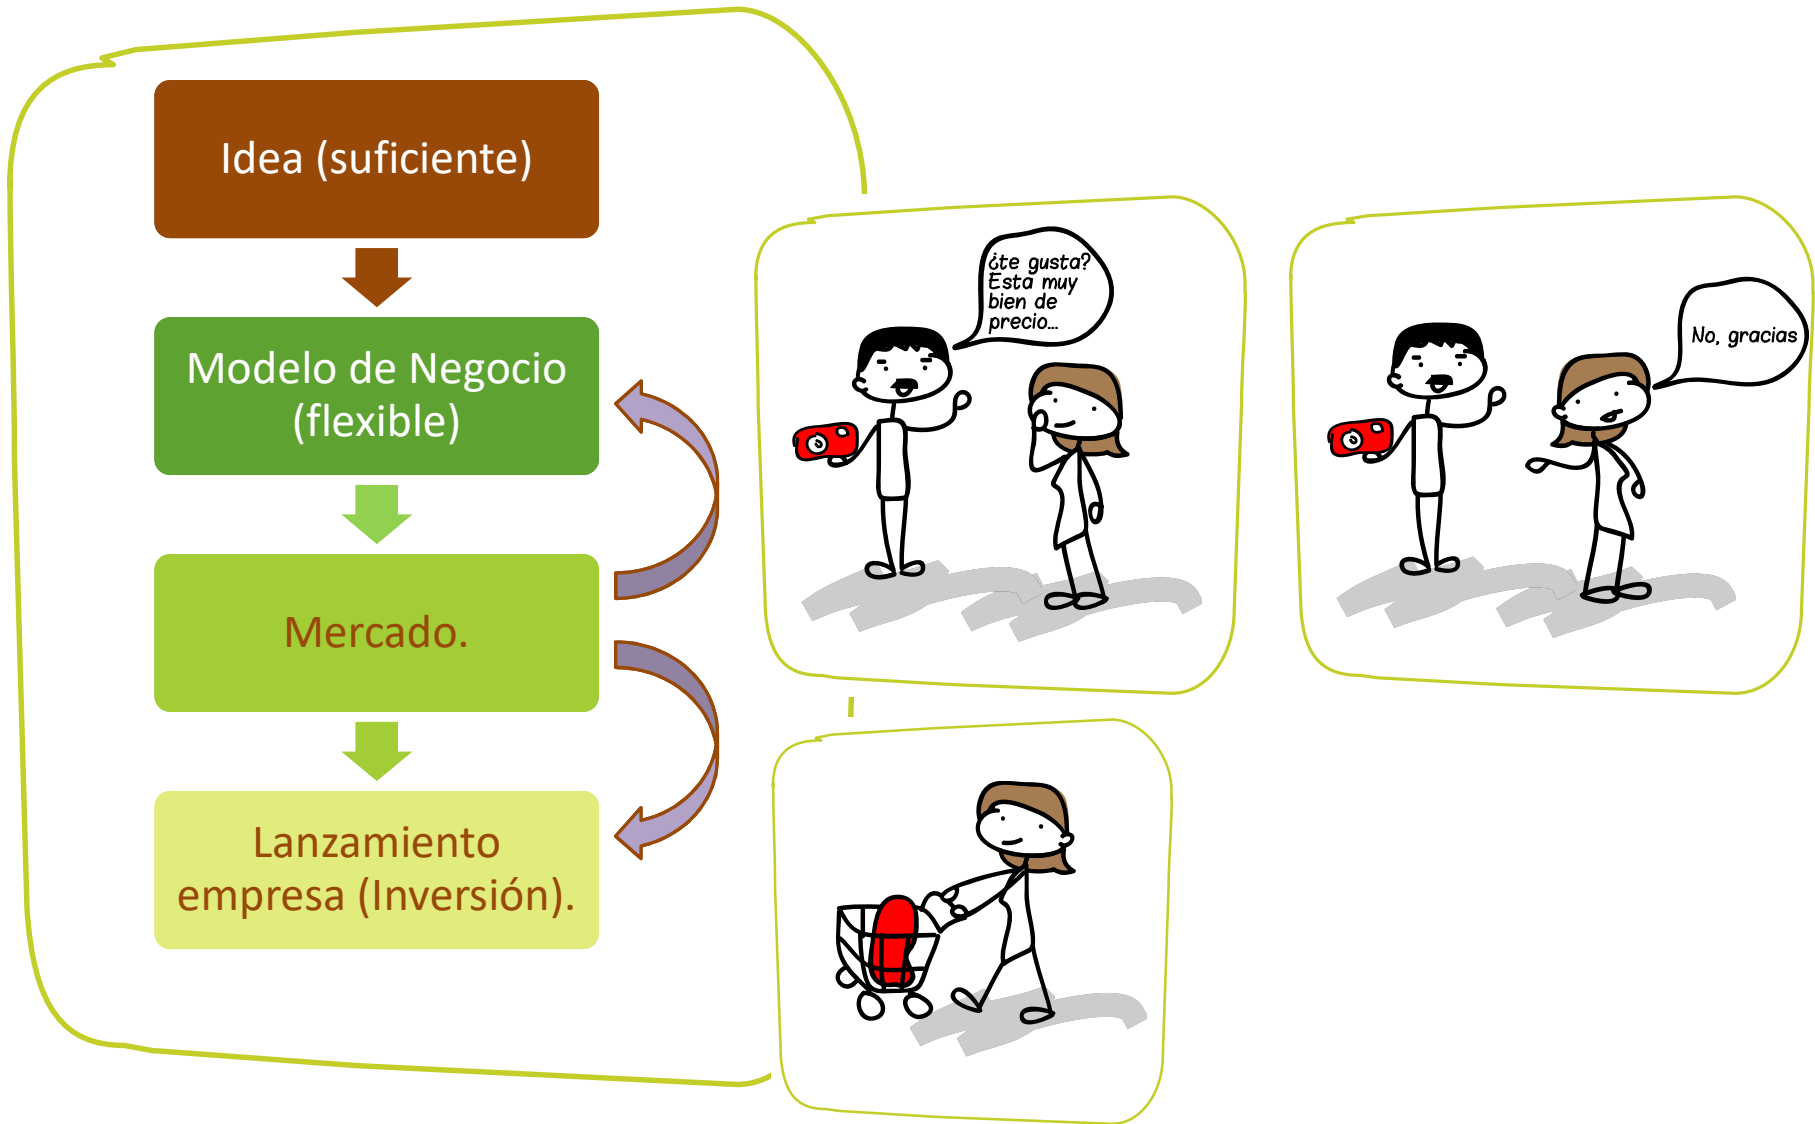 Idea (suficiente)
Modelo de Negocio
(flexible)
Mercado.
Lanzamiento
empresa (Inversión).
¿te gusta?
Esta muy
bien de
precio...
No, gracias